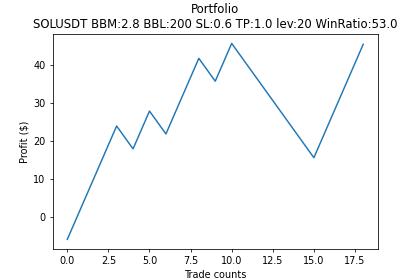 Portfolio
SOLUSDT BBM:2.8 BBL:200 SL:0.6 TP:1.0 lev:20 WinRatio:53.0
Profit ($)
40
30
20
10
0
0.0 2.5 5.0 7.5 10.0 12.5 15.0 17.5
Trade counts